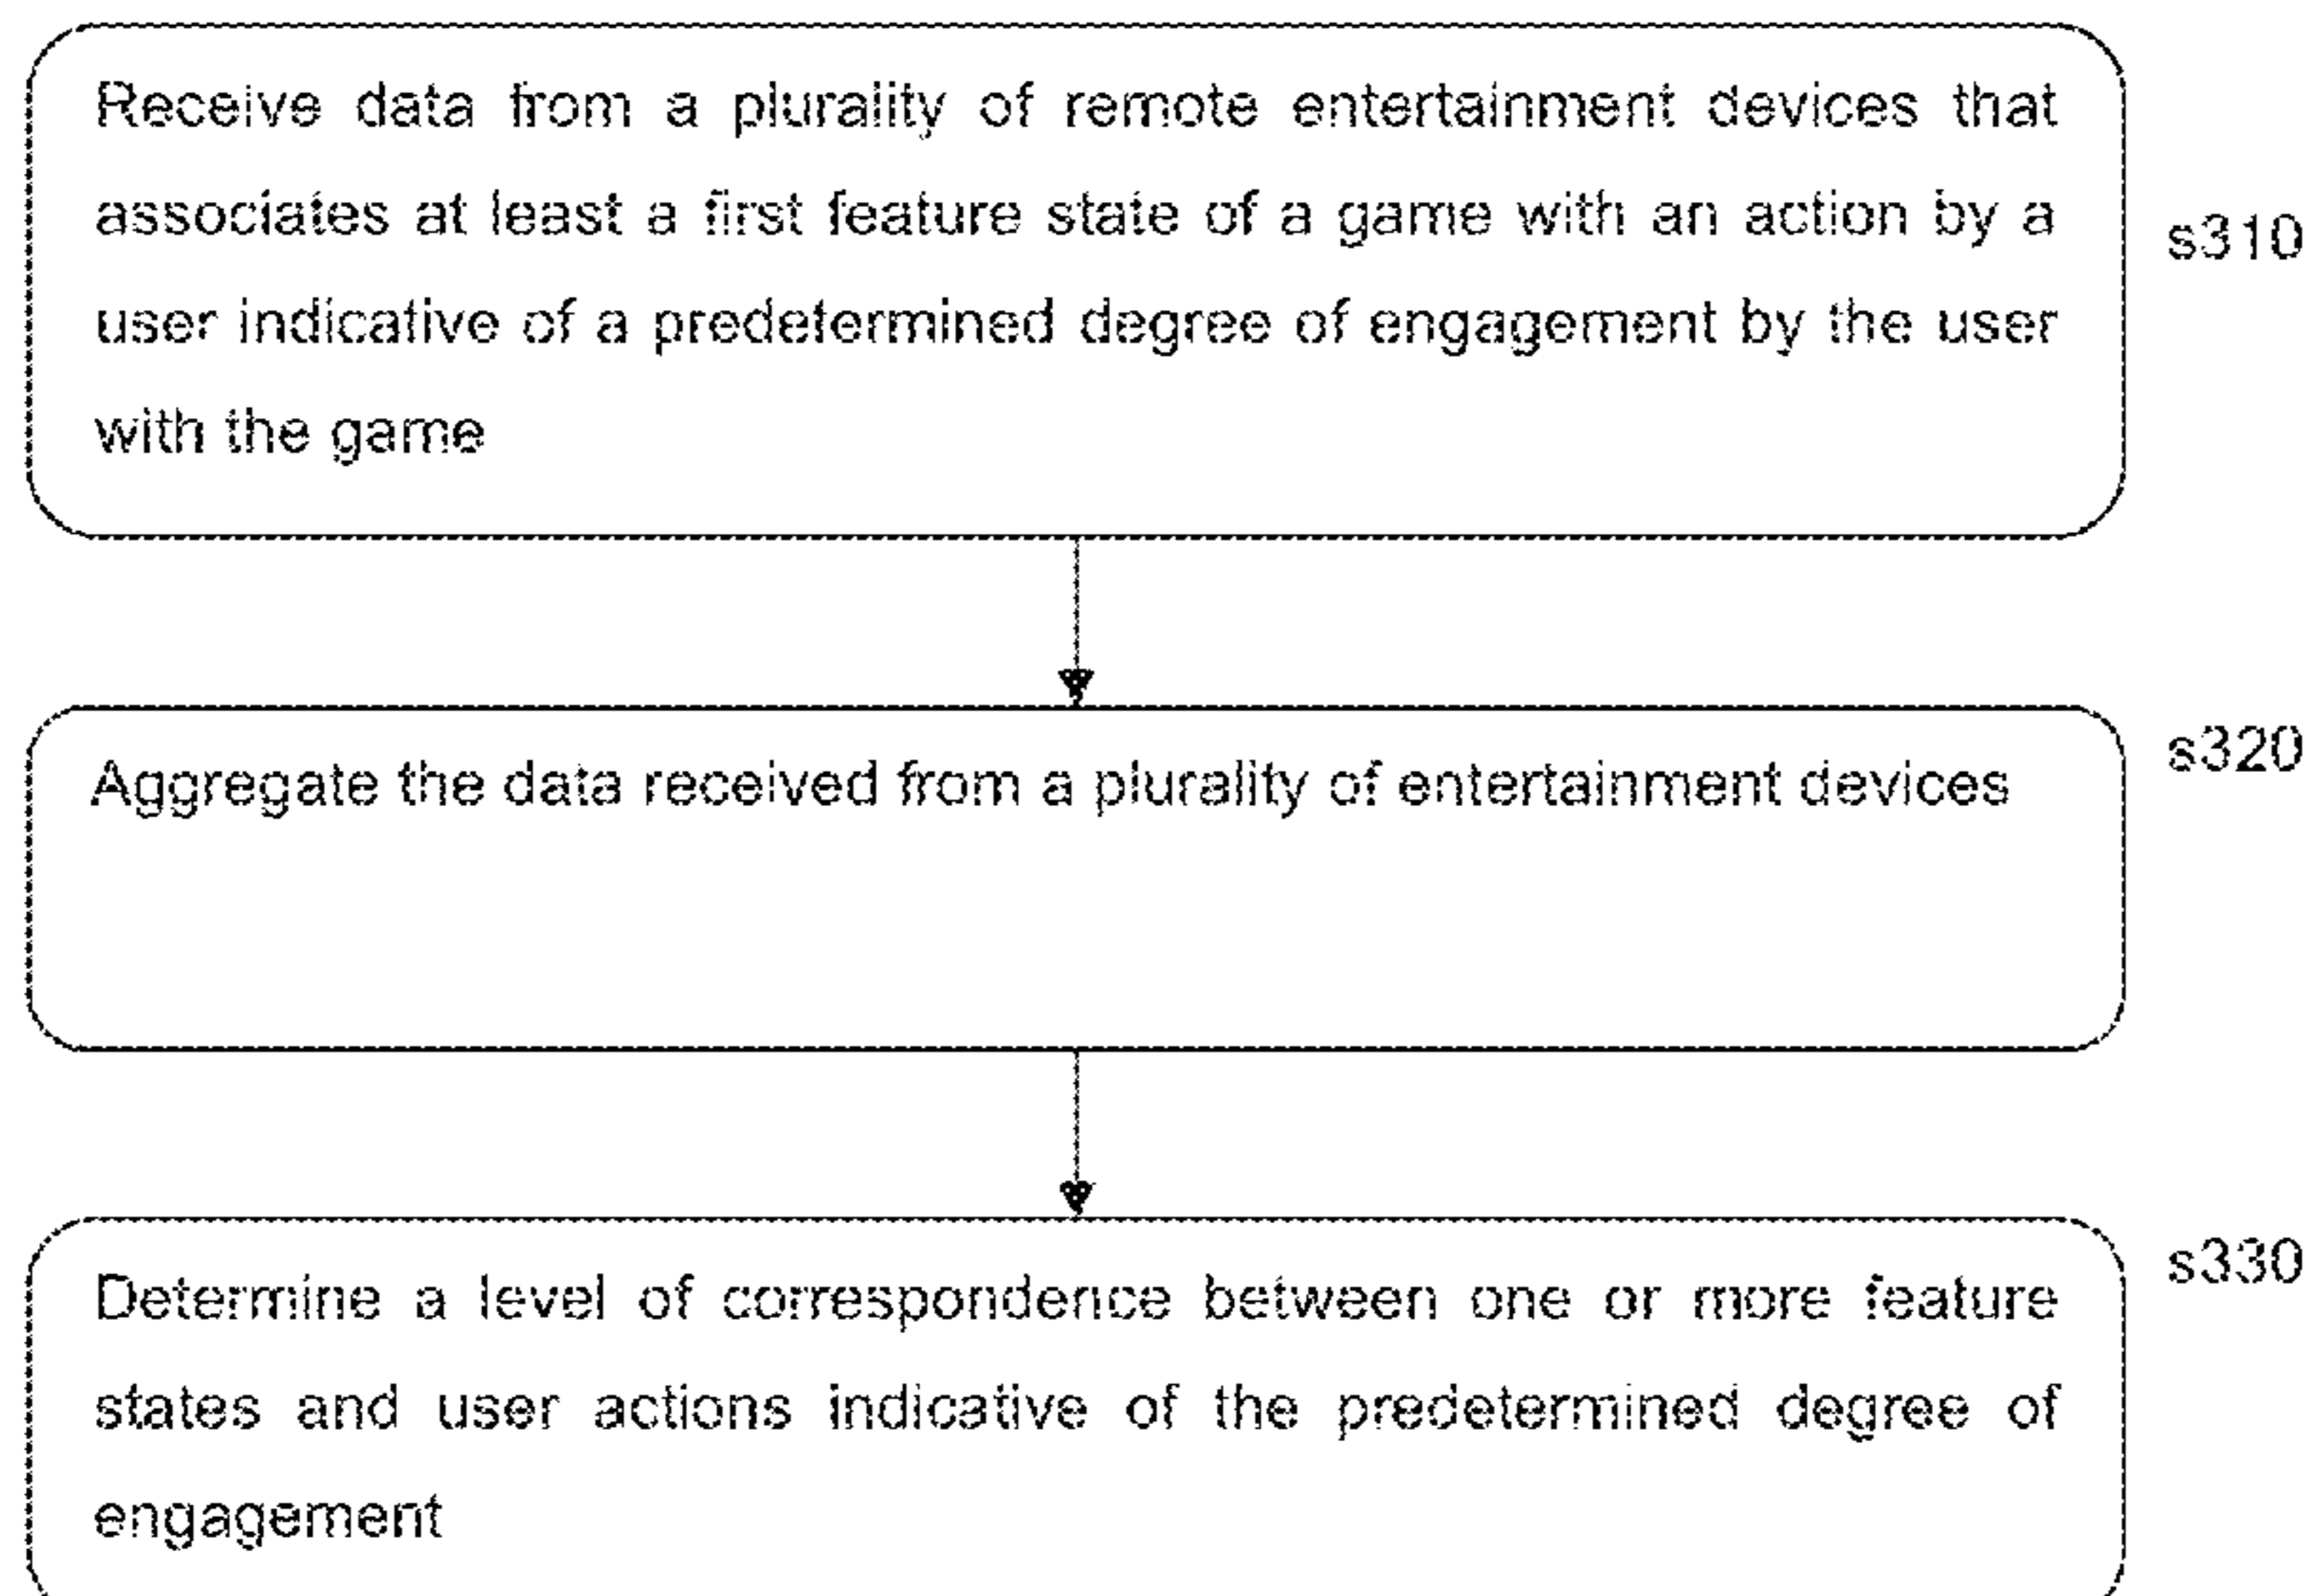 Receive data from a plurality of remote entertainment devices that
associates at least a first feature state of a game with an action by a
user indicative of a predetermined degree of engagement by the user
with the game
s310
Aggregate the data received from a plurality of entertainment devices
s320
Determine a level of correspondence between one or more feature
states and user actions indicative of the predetermined degree of
engagement
s330